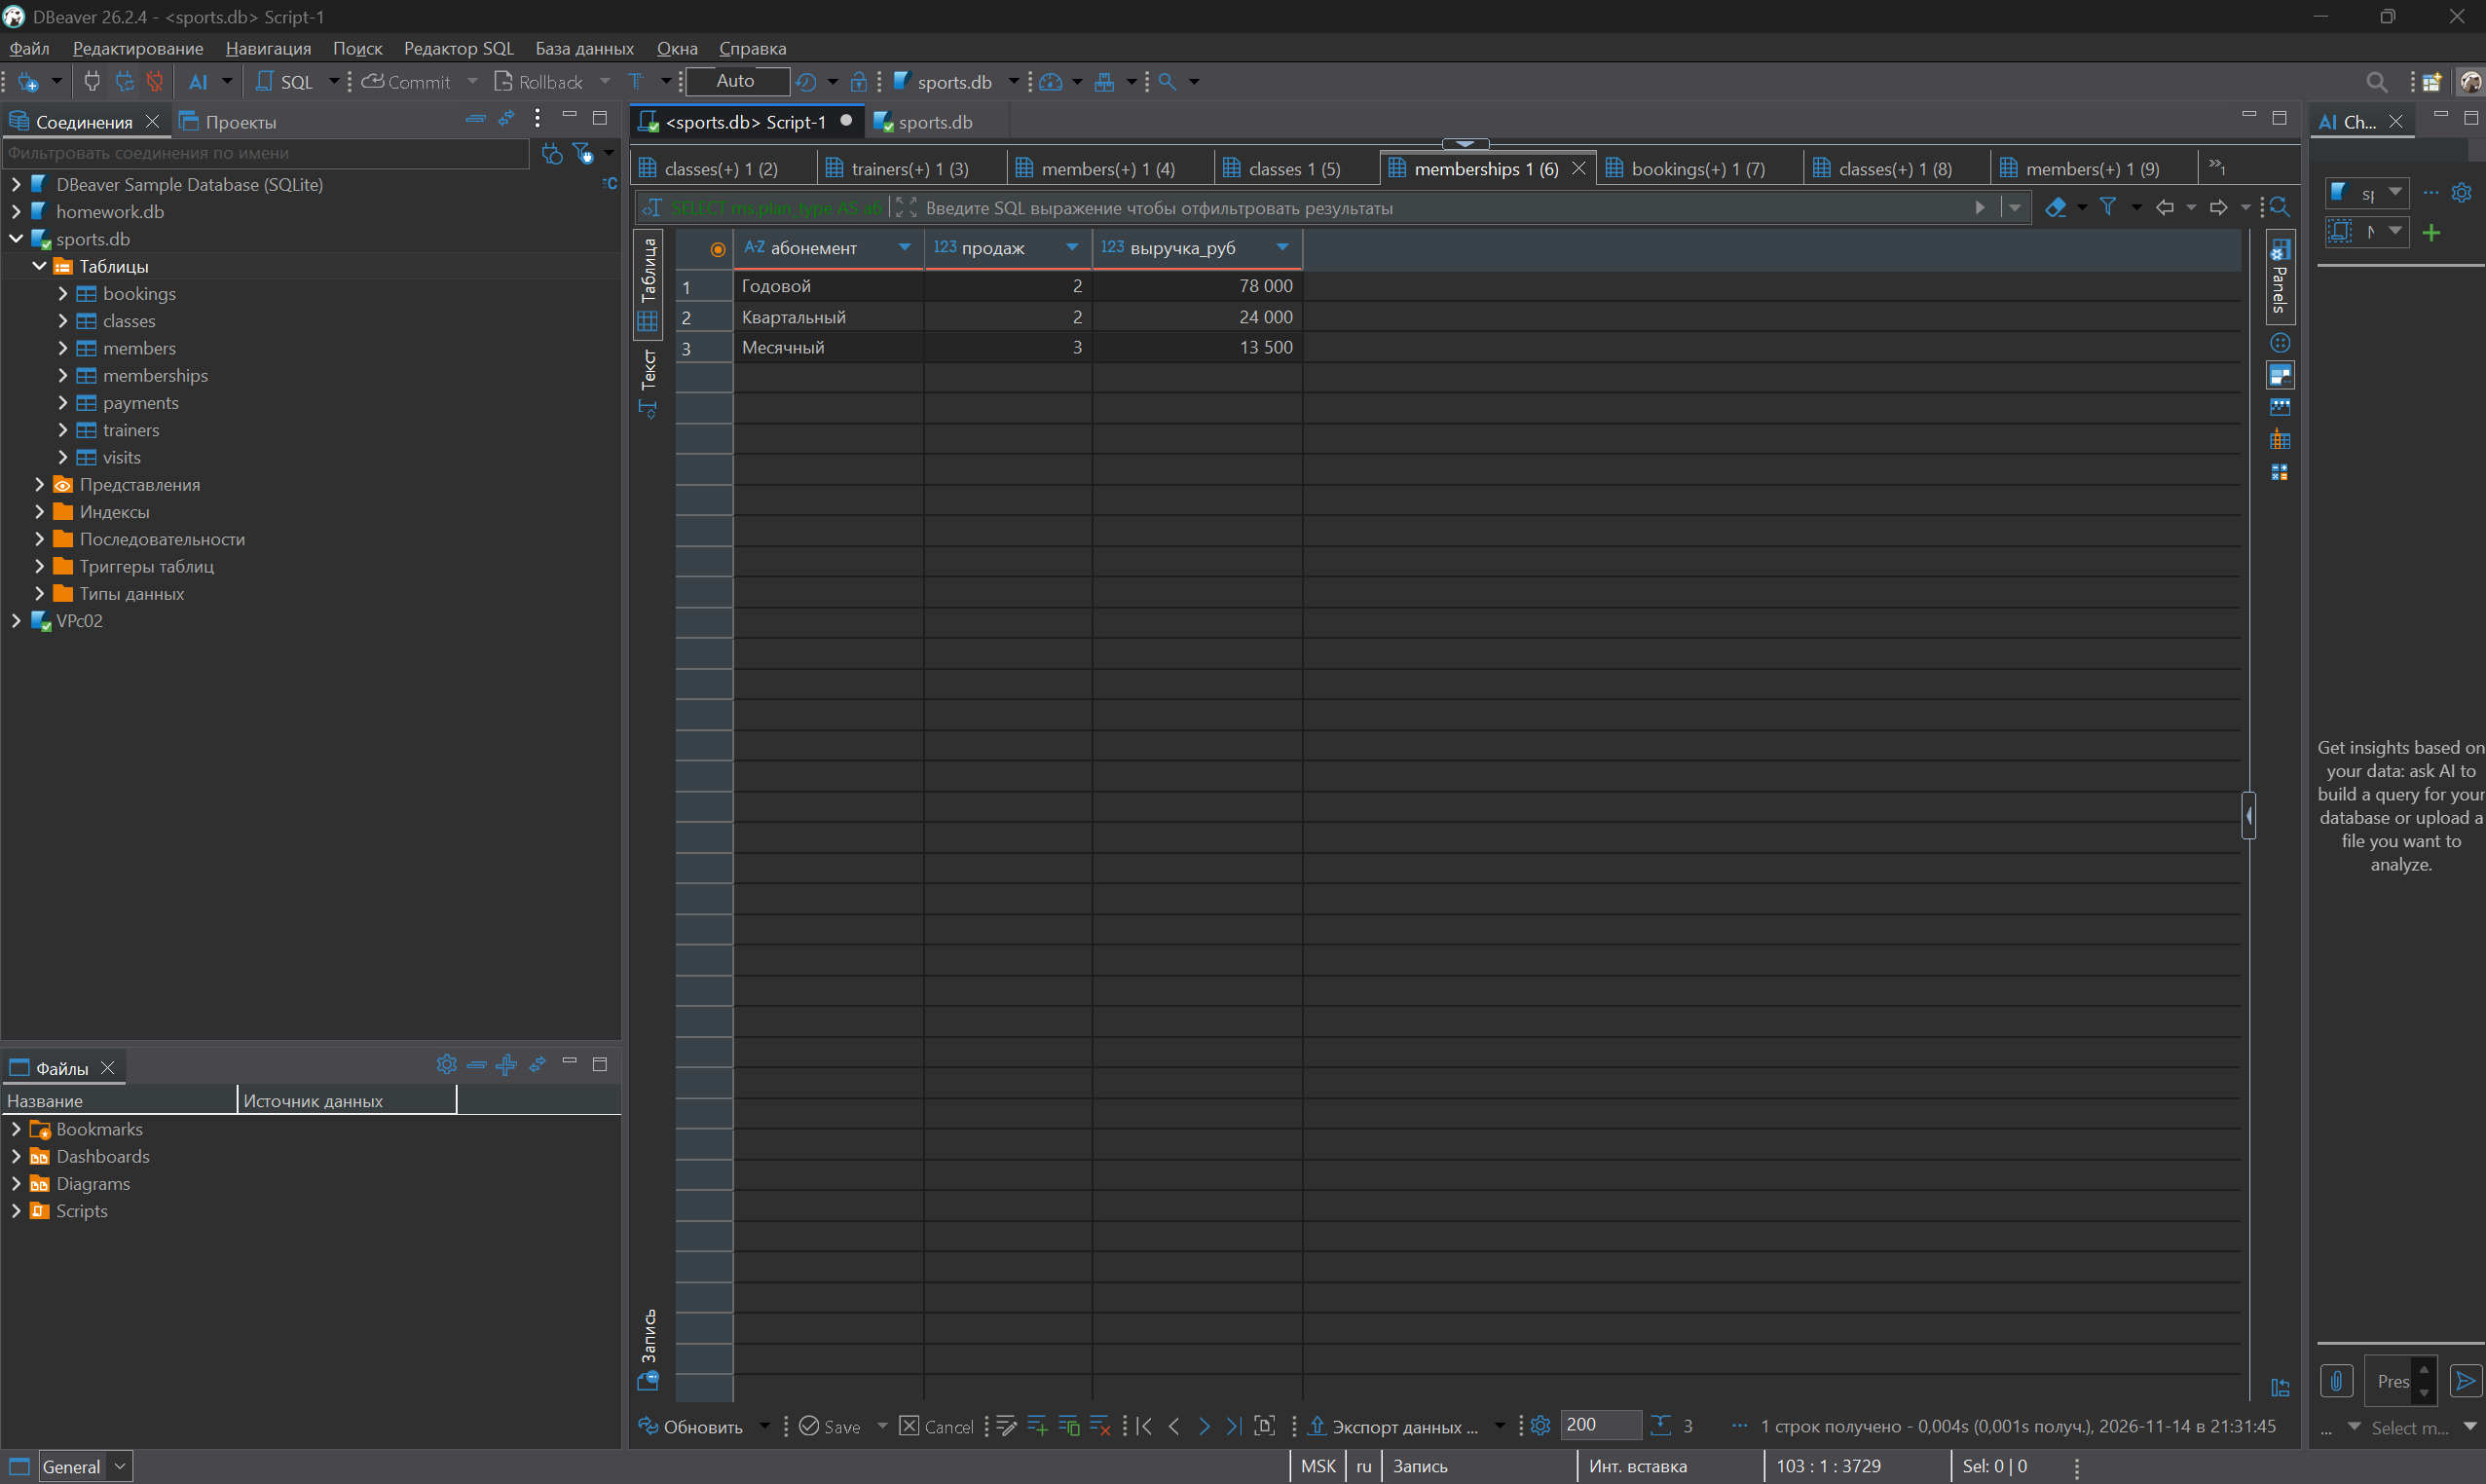 DBeaver 26.2.4 - <sports.db> Script-1
Файл Редактирование Навигация Поиск Редактор SQL База данных Окна Справка
AI SQL Commit Rollback Auto sports.db
Соединения Проекты
Фильтровать соединения по имени
DBeaver Sample Database (SQLite)
homework.db
sports.db
Таблицы
bookings
classes
members
memberships
payments
trainers
visits
Представления
Индексы
Последовательности
Триггеры таблиц
Типы данных
VPc02
Файлы
Название Источник данных
Bookmarks
Dashboards
Diagrams
Scripts
<sports.db> Script-1 sports.db
classes(+) 1 (2) trainers(+) 1 (3) members(+) 1 (4) classes 1 (5) memberships 1 (6) bookings(+) 1 (7) classes(+) 1 (8) members(+) 1 (9) »1
SELECT ms.plan_type AS аб Введите SQL выражение чтобы отфильтровать результаты
Таблица
Текст
Запись
A-Z абонемент 123 продаж 123 выручка_руб
1 Годовой 2 78 000
2 Квартальный 2 24 000
3 Месячный 3 13 500
Panels
Обновить Save Cancel Экспорт данных ... 200 3 1 строк получено - 0,004s (0,001s получ.), 2026-11-14 в 21:31:45
AI Ch...
Get insights based on
your data: ask AI to
build a query for your
database or upload a
file you want to
analyze.
Pres
... Select m...
General MSK ru Запись Инт. вставка 103 : 1 : 3729 Sel: 0 | 0